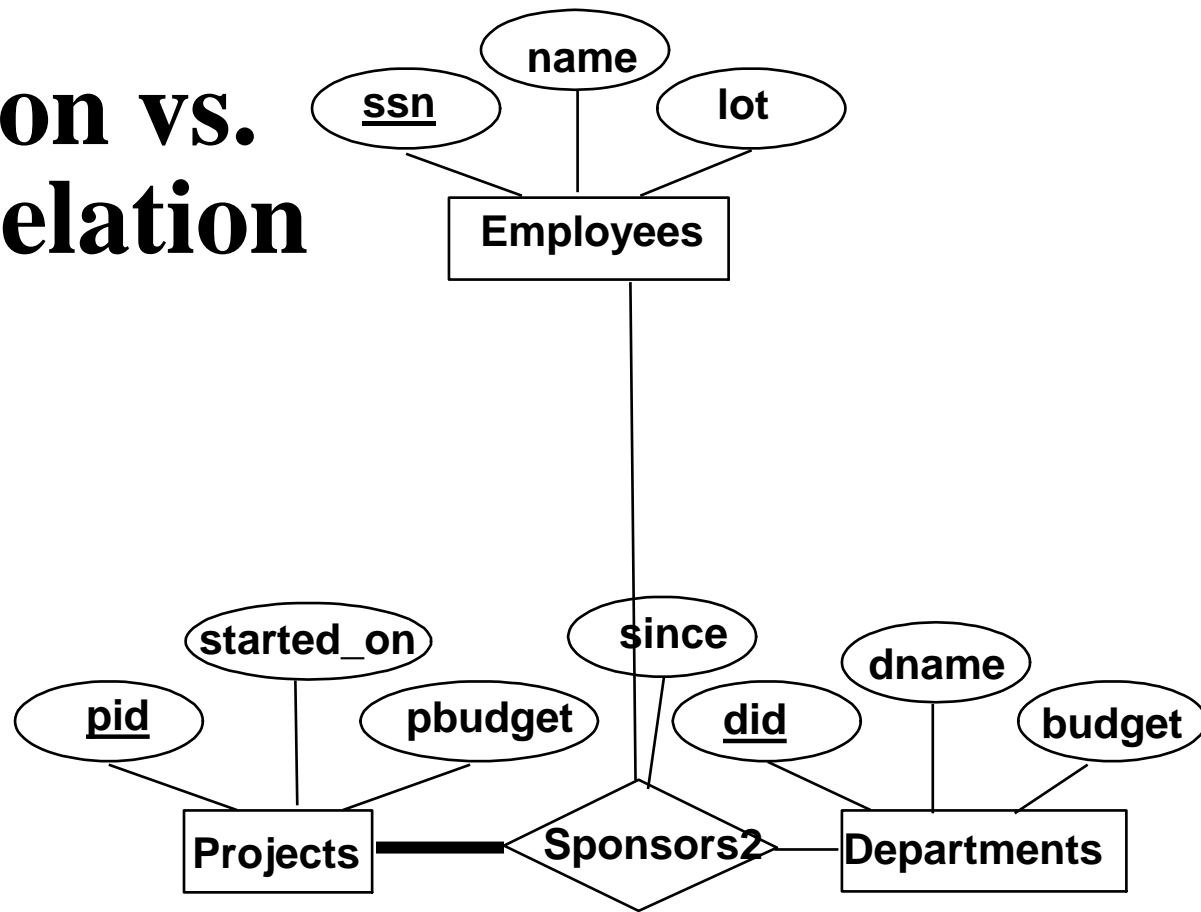 on vs.
elation
name
ssn
lot
Employees
since
started_on
dname
pid
pbudget
did
budget
Projects
Sponsors2
Departments